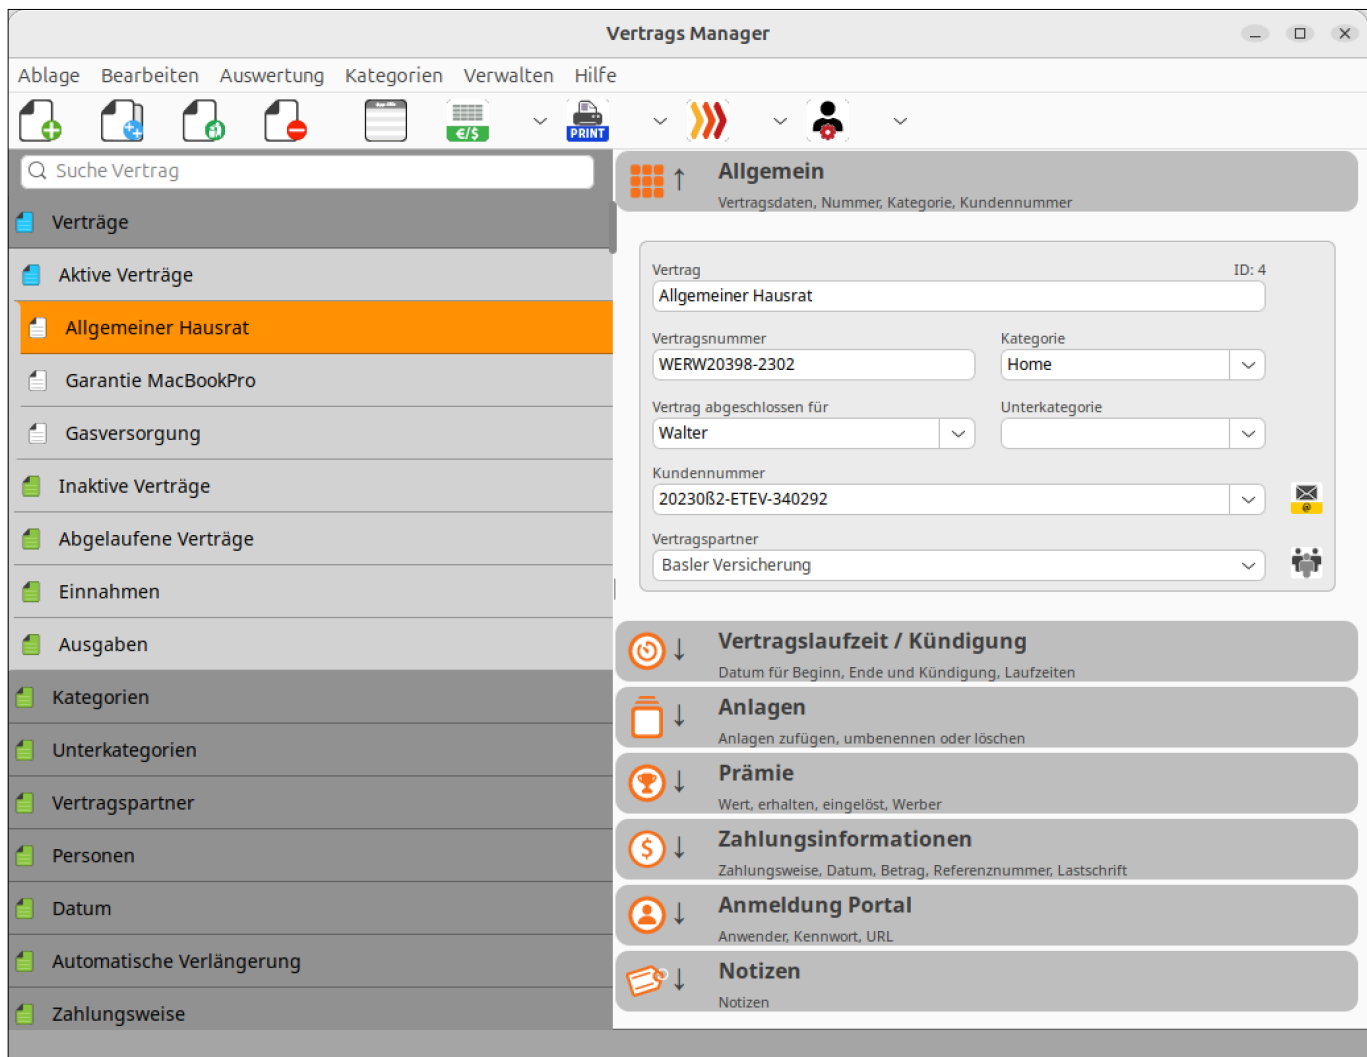 Vertrags Manager
Ablage Bearbeiten Auswertung Kategorien Verwalten Hilfe
€/$
PRINT
Suche Vertrag
Verträge
Aktive Verträge
Allgemeiner Hausrat
Garantie MacBookPro
Gasversorgung
Inaktive Verträge
Abgelaufene Verträge
Einnahmen
Ausgaben
Kategorien
Unterkategorien
Vertragspartner
Personen
Datum
Automatische Verlängerung
Zahlungsweise
Allgemein
Vertragsdaten, Nummer, Kategorie, Kundennummer
Vertrag ID: 4
Allgemeiner Hausrat
Vertragsnummer Kategorie
WERW20398-2302 Home
Vertrag abgeschlossen für Unterkategorie
Walter
Kundennummer
20230ß2-ETEV-340292
@
Vertragspartner
Basler Versicherung
Vertragslaufzeit / Kündigung
Datum für Beginn, Ende und Kündigung, Laufzeiten
Anlagen
Anlagen zufügen, umbenennen oder löschen
Prämie
Wert, erhalten, eingelöst, Werber
$
Zahlungsinformationen
Zahlungsweise, Datum, Betrag, Referenznummer, Lastschrift
Anmeldung Portal
Anwender, Kennwort, URL
Notizen
Notizen